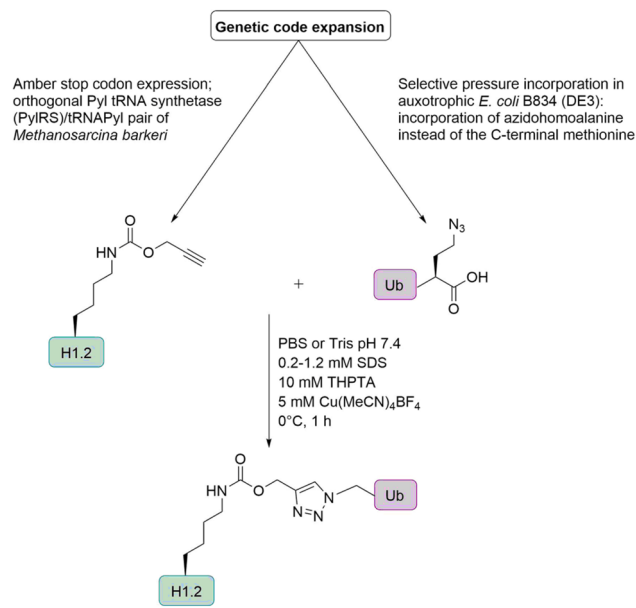 Genetic code expansion
Amber stop codon expression;
orthogonal Pyl tRNA synthetase
(PylRS)/tRNAPyl pair of
Methanosarcina barkeri
Selective pressure incorporation in
auxotrophic E. coli B834 (DE3):
incorporation of azidohomoalanine
instead of the C-terminal methionine
O
HN
O
H1.2
+
N₃
Ub
OH
O
PBS or Tris pH 7.4
0.2-1.2 mM SDS
10 mM THPTA
5 mM Cu(MeCN)₄BF₄
0°C, 1 h
O
HN
O
N
N=N
Ub
H1.2